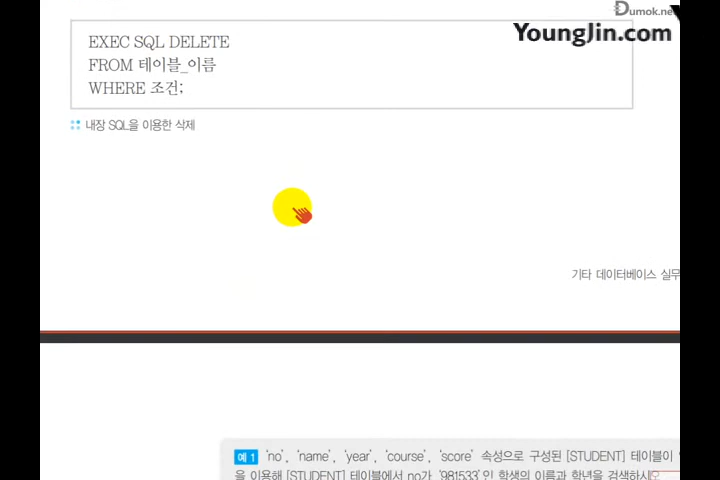 Dumok.ne
YoungJin.com
EXEC SQL DELETE
FROM 테이블_이름
WHERE 조건;
내장 SQL을 이용한 삭제
기타 데이터베이스 실무
예 1 'no', 'name', 'year', 'course', 'score' 속성으로 구성된 [STUDENT] 테이블이
을 이용해 [STUDENT] 테이블에서 no가 '981533'인 학생의 이름과 학년을 검색하시오